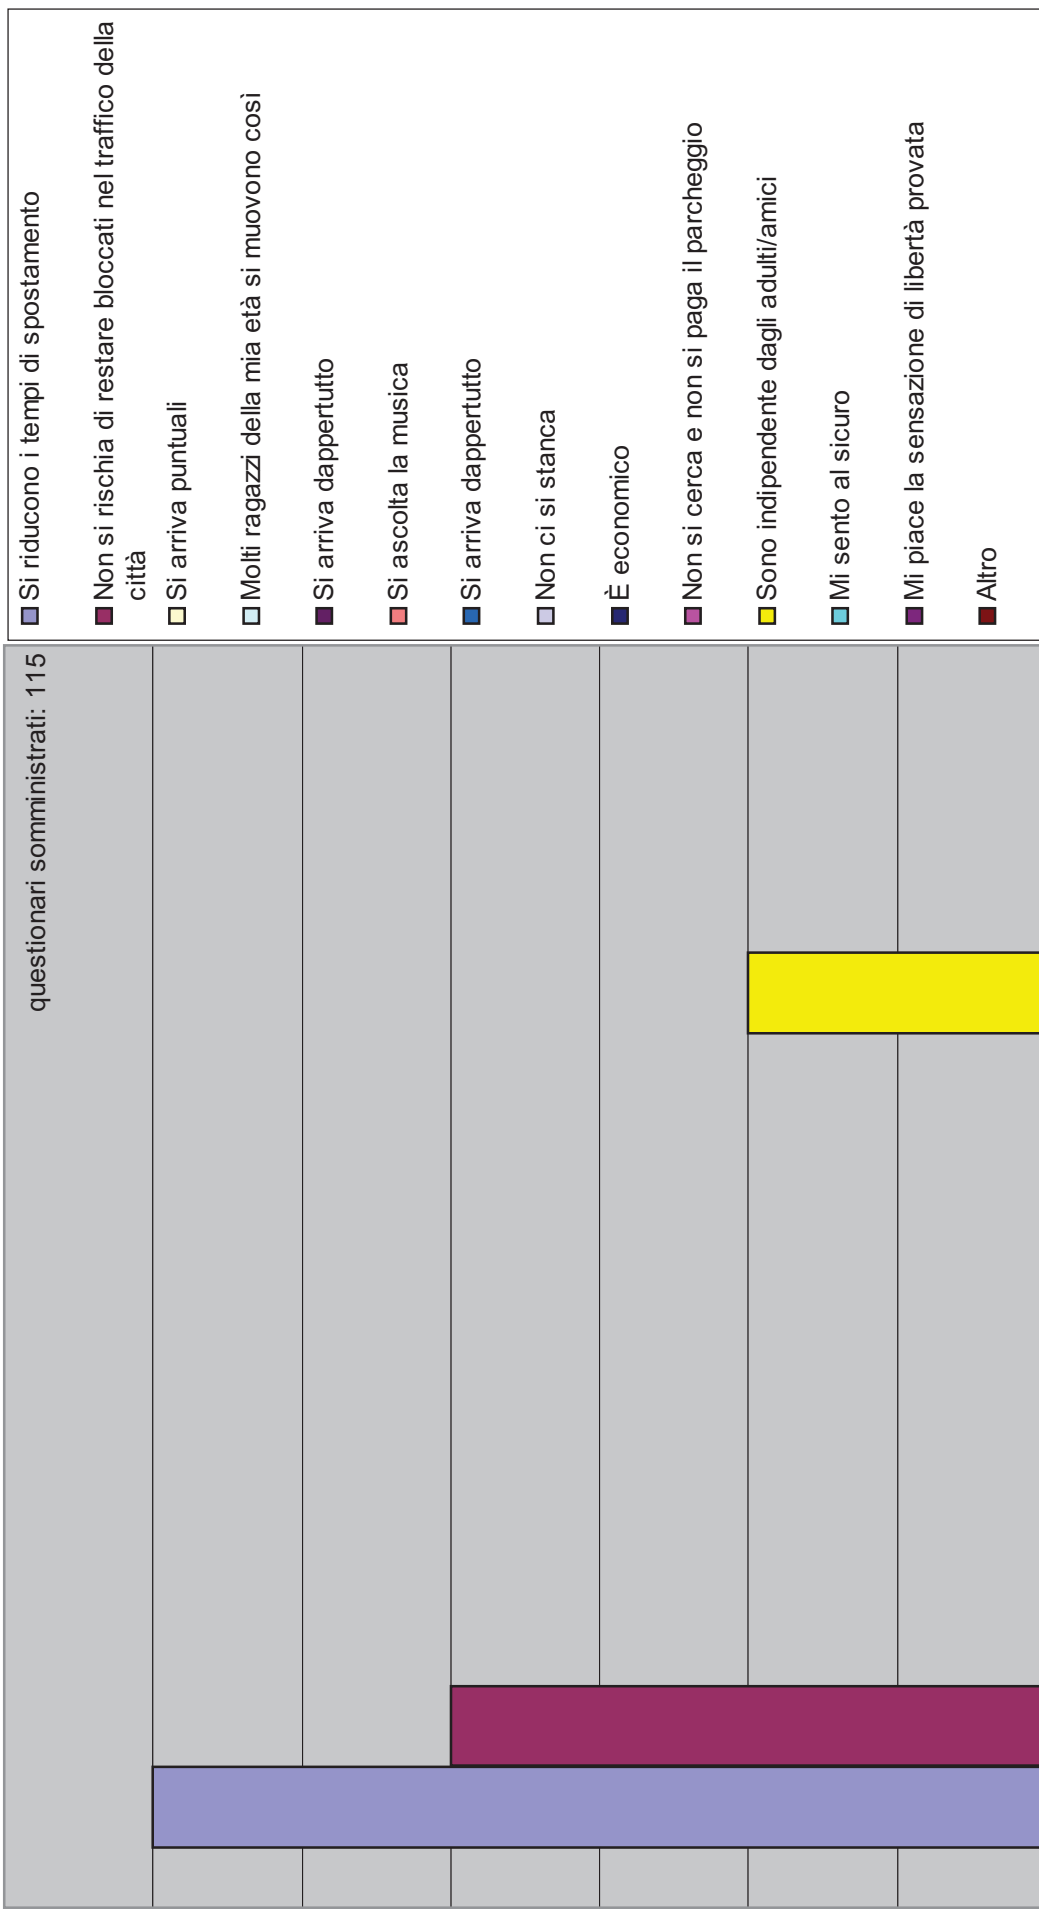 questionari somministrati: 115
Si riducono i tempi di spostamento
Non si rischia di restare bloccati nel traffico della
città
Si arriva puntuali
Molti ragazzi della mia età si muovono così
Si arriva dappertutto
Si ascolta la musica
Si arriva dappertutto
Non ci si stanca
È economico
Non si cerca e non si paga il parcheggio
Sono indipendente dagli adulti/amici
Mi sento al sicuro
Mi piace la sensazione di libertà provata
Altro